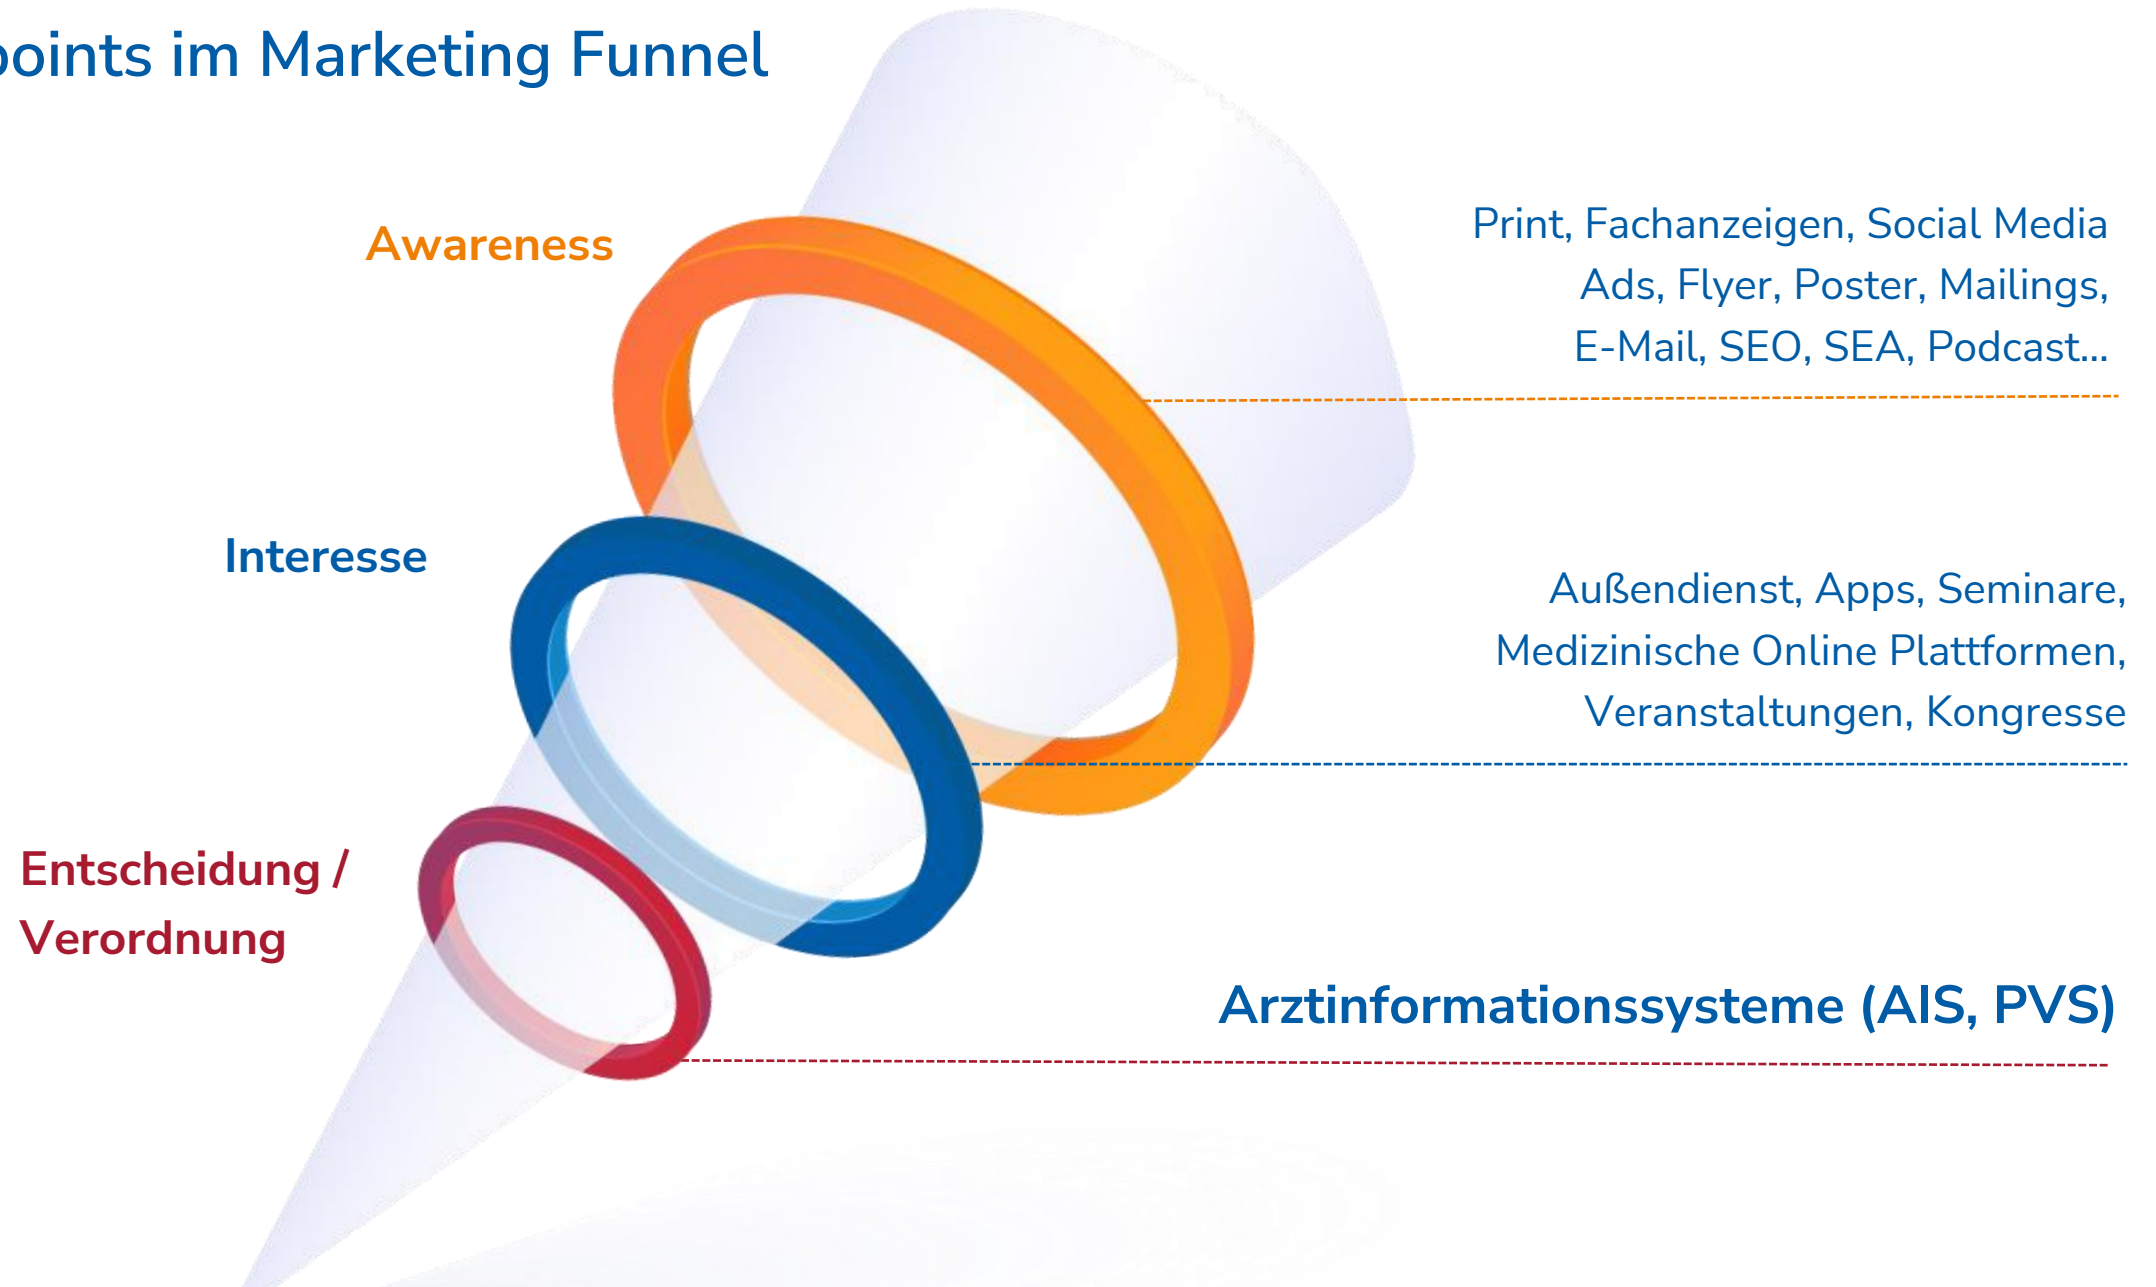 points im Marketing Funnel
Awareness
Print, Fachanzeigen, Social Media
Ads, Flyer, Poster, Mailings,
E-Mail, SEO, SEA, Podcast...
Interesse
Außendienst, Apps, Seminare,
Medizinische Online Plattformen,
Veranstaltungen, Kongresse
Entscheidung /
Verordnung
Arztinformationssysteme (AIS, PVS)